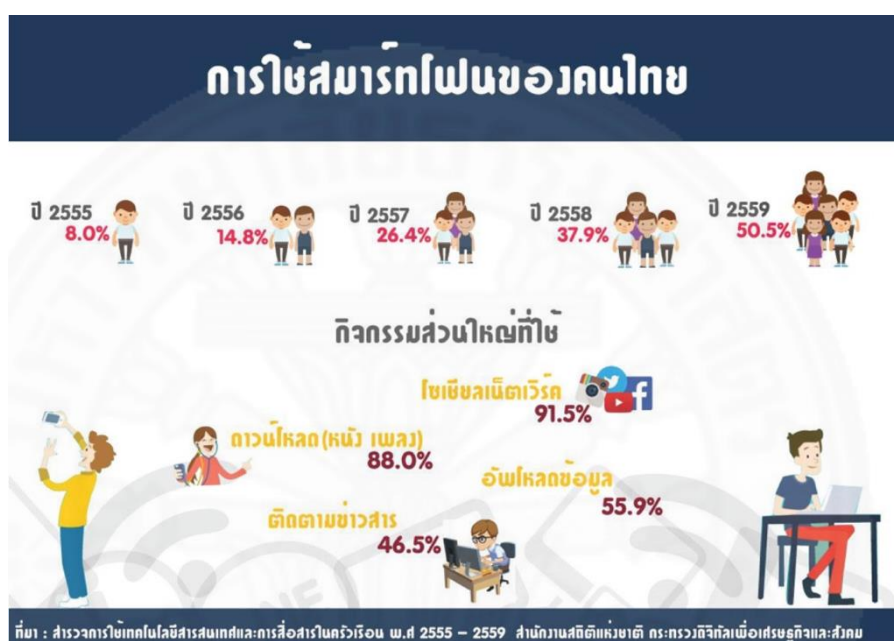 การใช้สมาร์ทโฟนของคนไทย
ปี 2555
8.0%
ปี 2556
14.8%
ปี 2557
26.4%
ปี 2558
37.9%
ปี 2559
50.5%
กิจกรรมส่วนใหญ่ที่ใช้
โซเชียลเน็ตเวิร์ค
91.5%
ดาวน์โหลด(หนัง เพลง)
88.0%
อัพโหลดข้อมูล
55.9%
ติดตามข่าวสาร
46.5%
ที่มา : สำรวจการใช้เทคโนโลยีสารสนเทศและการสื่อสารในครัวเรือน พ.ศ 2555 – 2559 สำนักงานสถิติแห่งชาติ กระทรวงดิจิทัลเพื่อเศรษฐกิจและสังคม